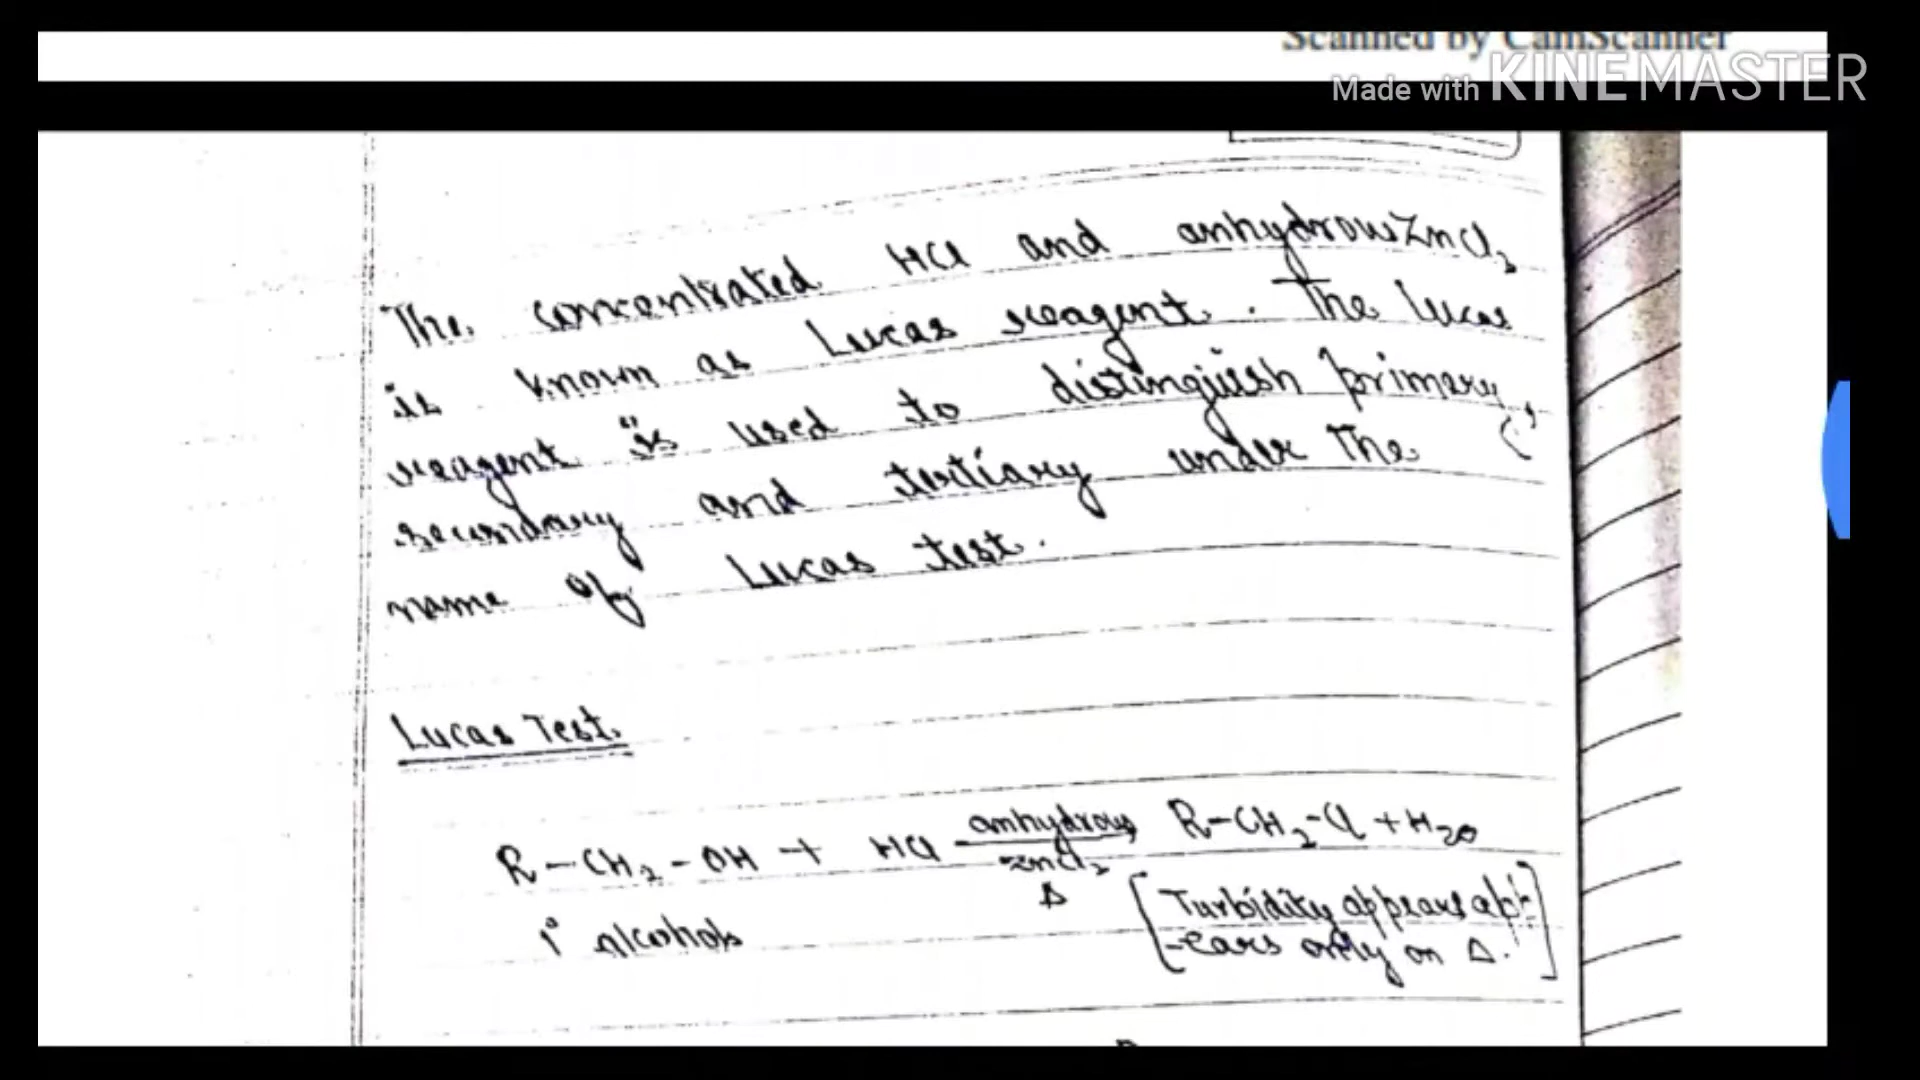 Scanned by CamScanner
Made with KINEMASTER
The concentrated HCl and anhydrous ZnCl₂
is known as Lucas reagent. The Lucas
reagent is used to distinguish primary,
secondary and tertiary under the
name of Lucas test.
Lucas Test.
R-CH₂-OH + HCl anhydrous R-CH₂-Cl + H₂O
ZnCl₂
Δ
1° alcohols
[Turbidity appears app-
-ears only on Δ.]